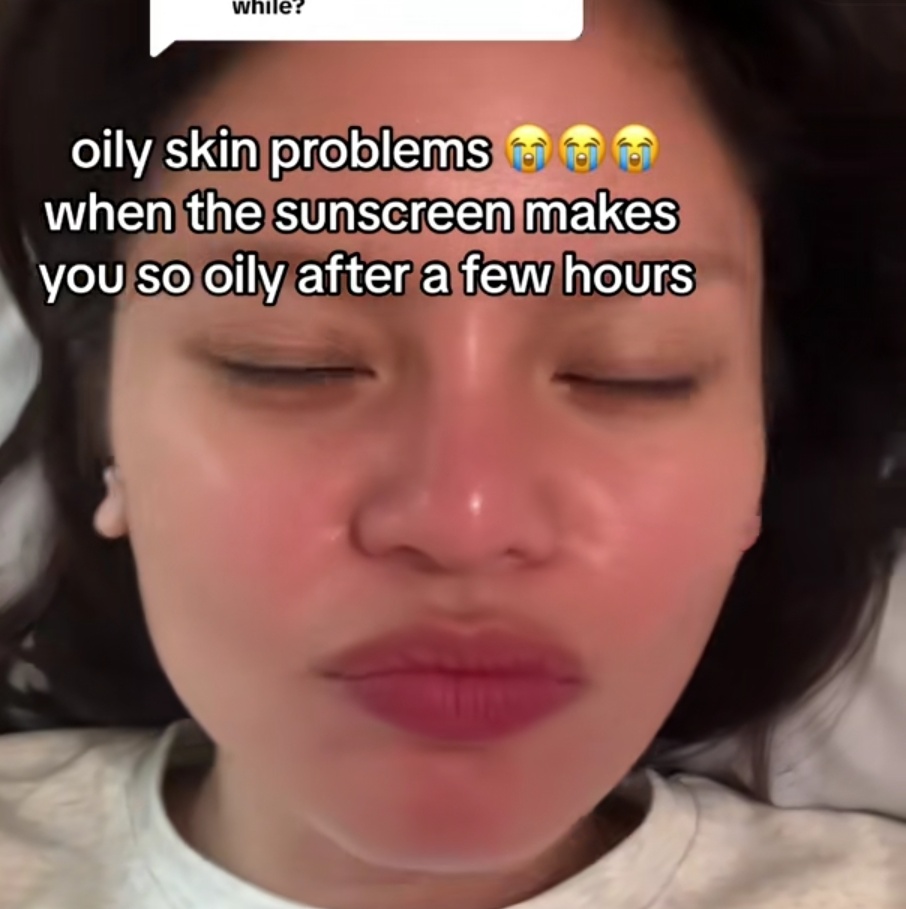 while?
oily skin problems 😭😭😭
when the sunscreen makes
you so oily after a few hours